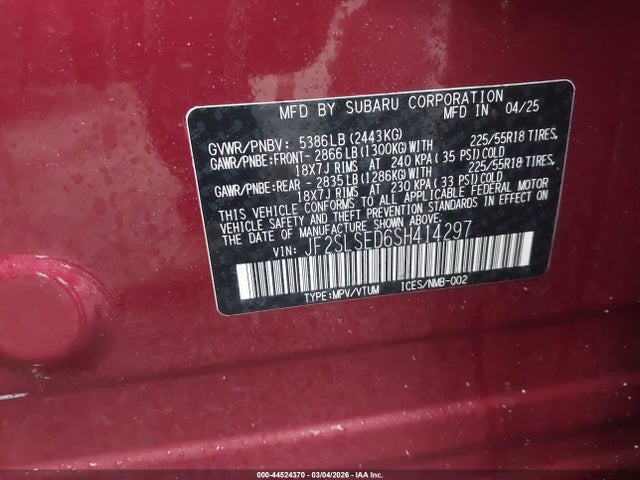 MFD BY SUBARU CORPORATION MFD IN 04/25
GVWR/PNBV: 5386LB (2443KG)
GAWR/PNBE:FRONT- 2866LB (1300KG)WITH 225/55R18 TIRES,
18X7J RIMS AT 240 KPA (35 PSI)COLD
GAWR/PNBE:REAR - 2835LB (1286KG)WITH 225/55R18 TIRES,
18X7J RIMS AT 230 KPA (33 PSI)COLD
THIS VEHICLE CONFORMS TO ALL APPLICABLE FEDERAL MOTOR
VEHICLE SAFETY AND THEFT PREVENTION STANDARDS IN EFFECT
ON THE DATE OF MANUFACTURE SHOWN ABOVE.
VIN: JF2SLSED6SH414297
TYPE:MPV/VTUM ICES/NMB-002
000-44524370 - 03/04/2026 - IAA Inc.